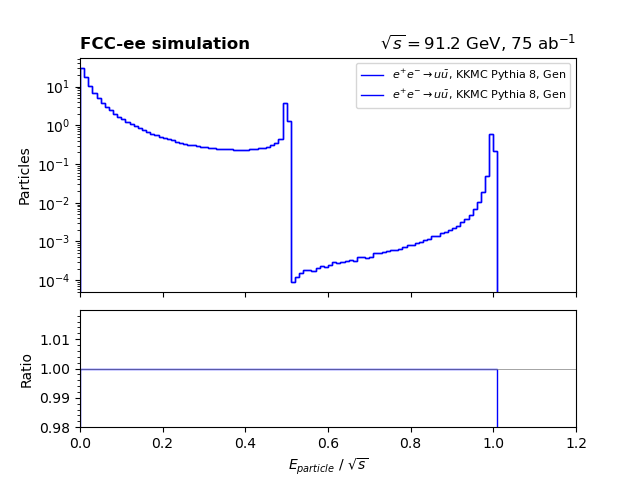 FCC-ee simulation
√s = 91.2 GeV, 75 ab⁻¹
e⁺e⁻ → uū, KKMC Pythia 8, Gen
e⁺e⁻ → uū, KKMC Pythia 8, Gen
Particles
10¹
10⁰
10⁻¹
10⁻²
10⁻³
10⁻⁴
Ratio
1.01
1.00
0.99
0.98
0.0 0.2 0.4 0.6 0.8 1.0 1.2
E_particle / √s